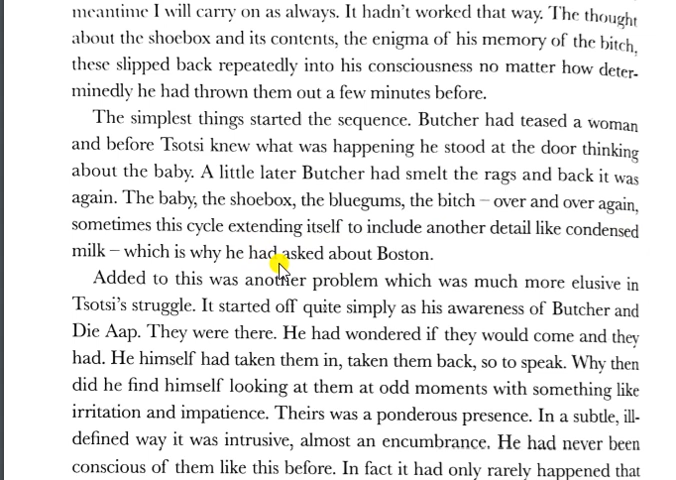 meantime I will carry on as always. It hadn't worked that way. The thought
about the shoebox and its contents, the enigma of his memory of the bitch,
these slipped back repeatedly into his consciousness no matter how deter-
minedly he had thrown them out a few minutes before.
The simplest things started the sequence. Butcher had teased a woman
and before Tsotsi knew what was happening he stood at the door thinking
about the baby. A little later Butcher had smelt the rags and back it was
again. The baby, the shoebox, the bluegums, the bitch – over and over again,
sometimes this cycle extending itself to include another detail like condensed
milk – which is why he had asked about Boston.
Added to this was another problem which was much more elusive in
Tsotsi's struggle. It started off quite simply as his awareness of Butcher and
Die Aap. They were there. He had wondered if they would come and they
had. He himself had taken them in, taken them back, so to speak. Why then
did he find himself looking at them at odd moments with something like
irritation and impatience. Theirs was a ponderous presence. In a subtle, ill-
defined way it was intrusive, almost an encumbrance. He had never been
conscious of them like this before. In fact it had only rarely happened that